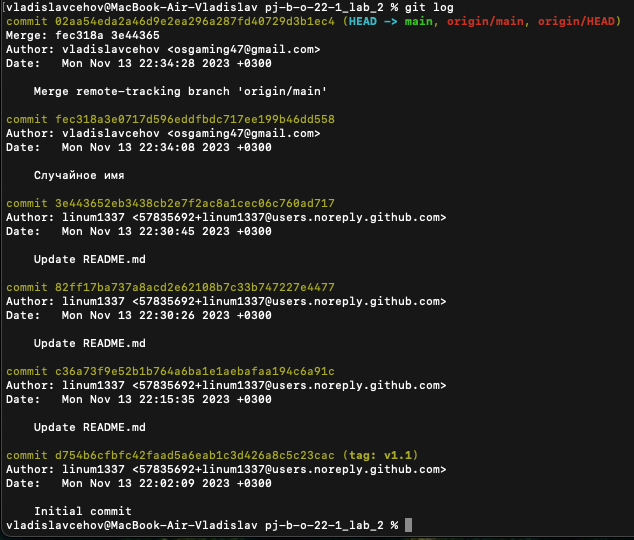 [vladislavcehov@MacBook-Air-Vladislav pj-b-o-22-1_lab_2 % git log
commit 02aa54eda2a46d9e2ea296a287fd40729d3b1ec4 (HEAD -> main, origin/main, origin/HEAD)
Merge: fec318a 3e44365
Author: vladislavcehov <osgaming47@gmail.com>
Date:   Mon Nov 13 22:34:28 2023 +0300
    Merge remote-tracking branch 'origin/main'
commit fec318a3e0717d596eddfbdc717ee199b46dd558
Author: vladislavcehov <osgaming47@gmail.com>
Date:   Mon Nov 13 22:34:08 2023 +0300
    Случайное имя
commit 3e443652eb3438cb2e7f2ac8a1cec06c760ad717
Author: linum1337 <57835692+linum1337@users.noreply.github.com>
Date:   Mon Nov 13 22:30:45 2023 +0300
    Update README.md
commit 82ff17ba737a8acd2e62108b7c33b747227e4477
Author: linum1337 <57835692+linum1337@users.noreply.github.com>
Date:   Mon Nov 13 22:30:26 2023 +0300
    Update README.md
commit c36a73f9e52b1b764a6ba1e1aebafaa194c6a91c
Author: linum1337 <57835692+linum1337@users.noreply.github.com>
Date:   Mon Nov 13 22:15:35 2023 +0300
    Update README.md
commit d754b6cfbfc42faad5a6eab1c3d426a8c5c23cac (tag: v1.1)
Author: linum1337 <57835692+linum1337@users.noreply.github.com>
Date:   Mon Nov 13 22:02:09 2023 +0300
    Initial commit
vladislavcehov@MacBook-Air-Vladislav pj-b-o-22-1_lab_2 %